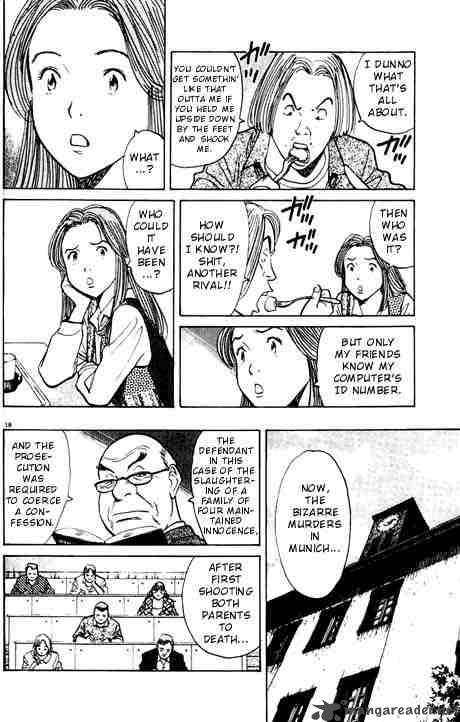 I DUNNO
WHAT
THAT'S
ALL
ABOUT.
YOU COULDN'T
GET SOMETHIN'
LIKE THAT
OUTTA ME IF
YOU HELD ME
UPSIDE DOWN
BY THE FEET
AND SHOOK
ME.
WHAT
...?
THEN
WHO
WAS
IT?
HOW
SHOULD
I KNOW?!
SHIT,
ANOTHER
RIVAL!!
WHO
COULD
IT
HAVE
BEEN
...?
BUT ONLY
MY FRIENDS
KNOW MY
COMPUTER'S
ID NUMBER.
18
NOW,
THE
BIZARRE
MURDERS
IN
MUNICH...
THE
DEFENDANT
IN THIS
CASE OF THE
SLAUGHTER-
ING OF A
FAMILY OF
FOUR MAIN-
TAINED
INNOCENCE,
AND THE
PROSE-
CUTION
WAS
REQUIRED
TO COERCE
A CON-
FESSION.
AFTER
FIRST
SHOOTING
BOTH
PARENTS
TO
DEATH...